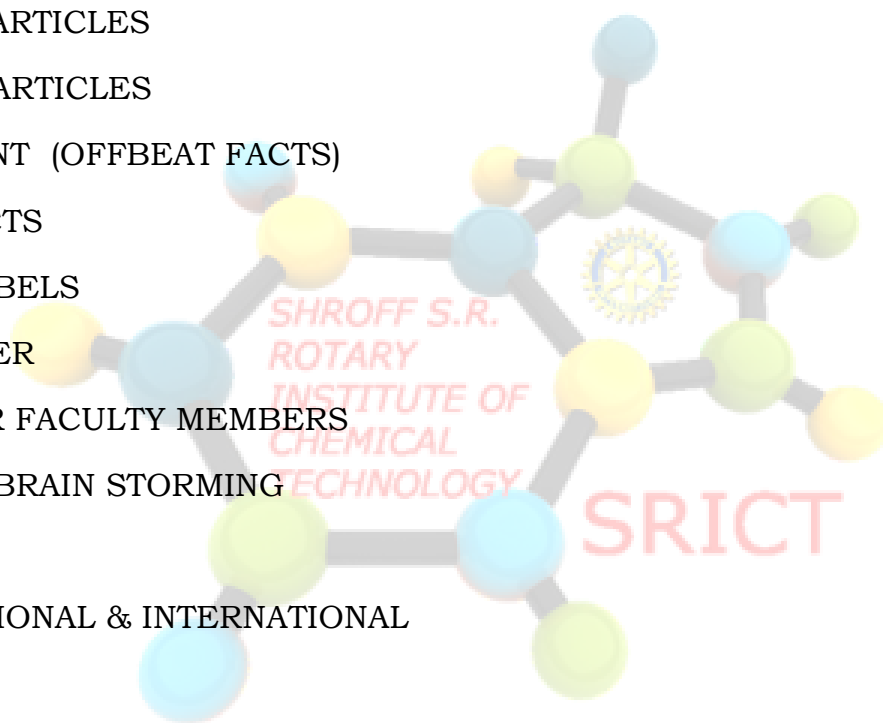 ARTICLES
ARTICLES
NT (OFFBEAT FACTS)
CTS
BELS
ER
R FACULTY MEMBERS
BRAIN STORMING
IONAL & INTERNATIONAL
SHROFF S.R.
ROTARY
INSTITUTE OF
CHEMICAL
TECHNOLOGY
SRICT